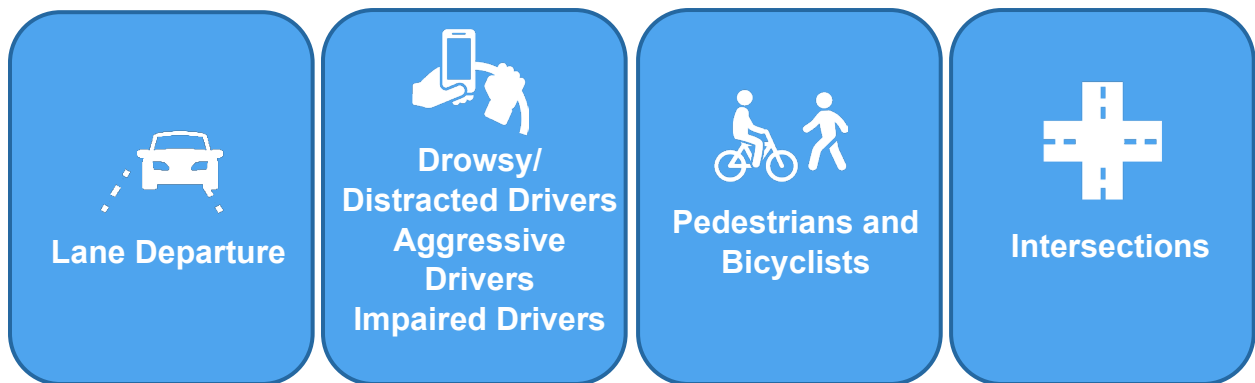 Lane Departure
Drowsy/
Distracted Drivers
Aggressive
Drivers
Impaired Drivers
Pedestrians and
Bicyclists
Intersections